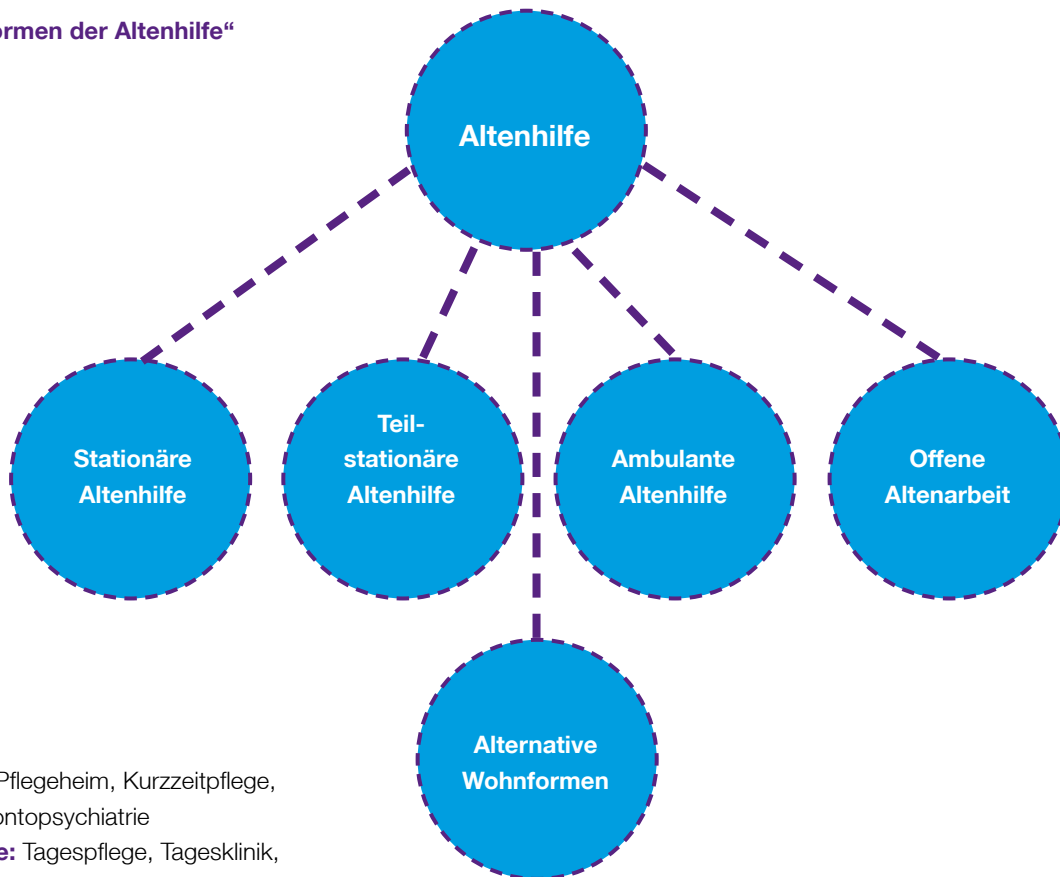 ormen der Altenhilfe“
Altenhilfe
Stationäre
Altenhilfe
Teil-
stationäre
Altenhilfe
Ambulante
Altenhilfe
Offene
Altenarbeit
Alternative
Wohnformen
Pflegeheim, Kurzzeitpflege,
ontopsychiatrie
e: Tagespflege, Tagesklinik,